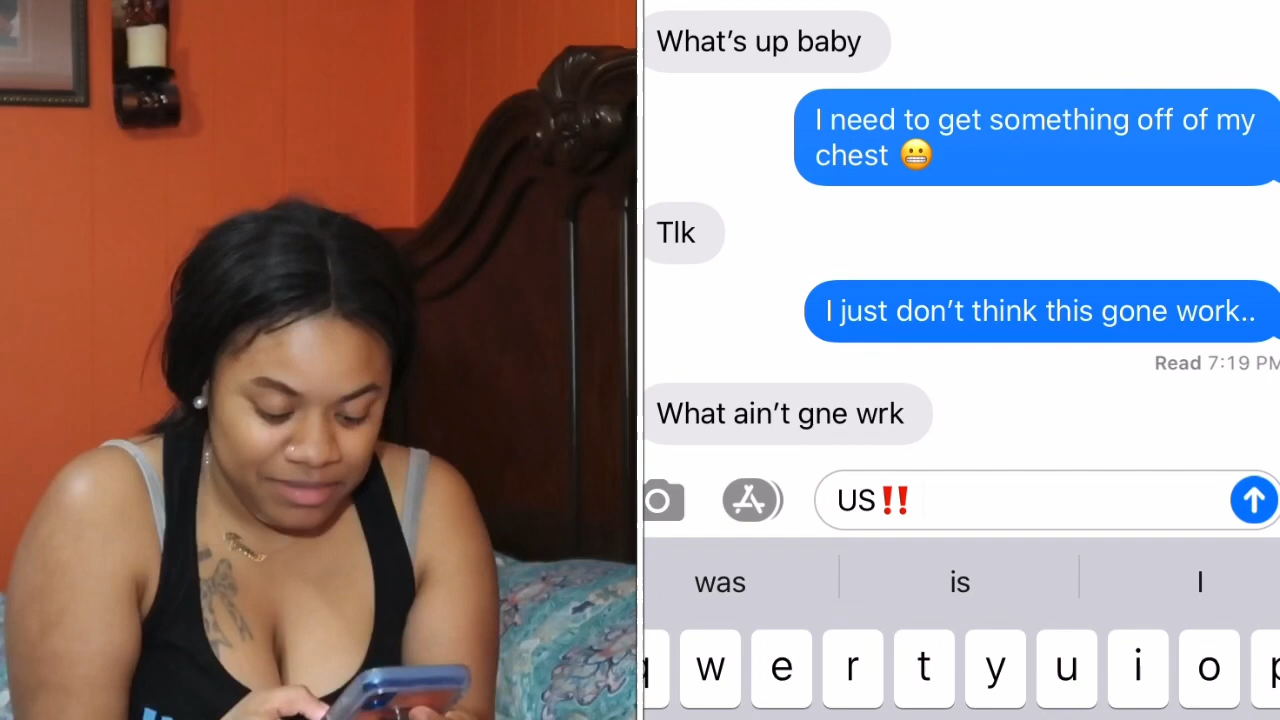 What's up baby
I need to get something off of my
chest 😬
Tlk
I just don't think this gone work..
Read 7:19 PM
What ain't gne wrk
US‼️
was is I
q w e r t y u i o p